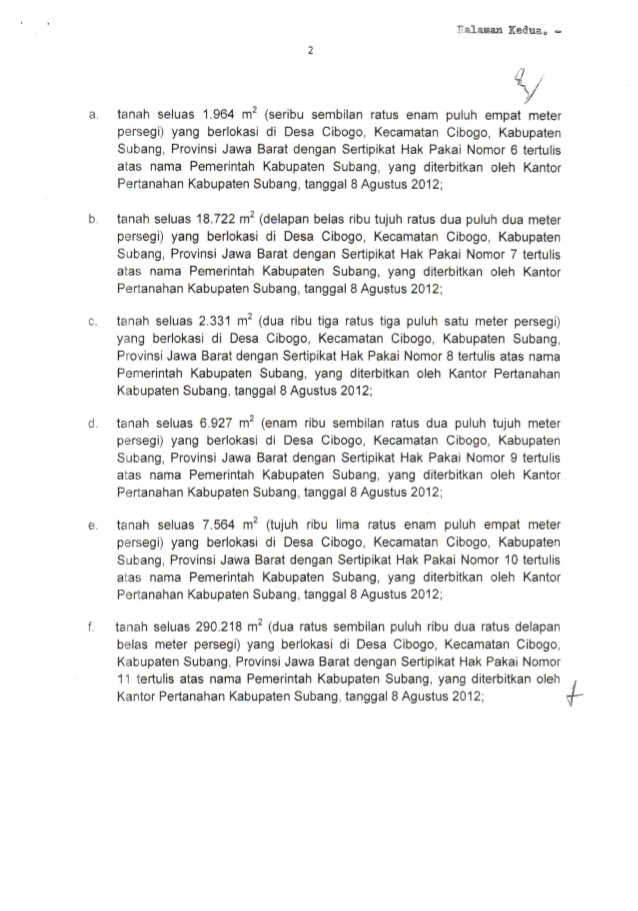 Halaman Kedua. -
2
a. tanah seluas 1.964 m² (seribu sembilan ratus enam puluh empat meter
persegi) yang berlokasi di Desa Cibogo, Kecamatan Cibogo, Kabupaten
Subang, Provinsi Jawa Barat dengan Sertipikat Hak Pakai Nomor 6 tertulis
atas nama Pemerintah Kabupaten Subang, yang diterbitkan oleh Kantor
Pertanahan Kabupaten Subang, tanggal 8 Agustus 2012;
b. tanah seluas 18.722 m² (delapan belas ribu tujuh ratus dua puluh dua meter
persegi) yang berlokasi di Desa Cibogo, Kecamatan Cibogo, Kabupaten
Subang, Provinsi Jawa Barat dengan Sertipikat Hak Pakai Nomor 7 tertulis
atas nama Pemerintah Kabupaten Subang, yang diterbitkan oleh Kantor
Pertanahan Kabupaten Subang, tanggal 8 Agustus 2012;
c. tanah seluas 2.331 m² (dua ribu tiga ratus tiga puluh satu meter persegi)
yang berlokasi di Desa Cibogo, Kecamatan Cibogo, Kabupaten Subang,
Provinsi Jawa Barat dengan Sertipikat Hak Pakai Nomor 8 tertulis atas nama
Pemerintah Kabupaten Subang, yang diterbitkan oleh Kantor Pertanahan
Kabupaten Subang, tanggal 8 Agustus 2012;
d. tanah seluas 6.927 m² (enam ribu sembilan ratus dua puluh tujuh meter
persegi) yang berlokasi di Desa Cibogo, Kecamatan Cibogo, Kabupaten
Subang, Provinsi Jawa Barat dengan Sertipikat Hak Pakai Nomor 9 tertulis
atas nama Pemerintah Kabupaten Subang, yang diterbitkan oleh Kantor
Pertanahan Kabupaten Subang, tanggal 8 Agustus 2012;
e. tanah seluas 7.564 m² (tujuh ribu lima ratus enam puluh empat meter
persegi) yang berlokasi di Desa Cibogo, Kecamatan Cibogo, Kabupaten
Subang, Provinsi Jawa Barat dengan Sertipikat Hak Pakai Nomor 10 tertulis
atas nama Pemerintah Kabupaten Subang, yang diterbitkan oleh Kantor
Pertanahan Kabupaten Subang, tanggal 8 Agustus 2012;
f. tanah seluas 290.218 m² (dua ratus sembilan puluh ribu dua ratus delapan
belas meter persegi) yang berlokasi di Desa Cibogo, Kecamatan Cibogo,
Kabupaten Subang, Provinsi Jawa Barat dengan Sertipikat Hak Pakai Nomor
11 tertulis atas nama Pemerintah Kabupaten Subang, yang diterbitkan oleh
Kantor Pertanahan Kabupaten Subang, tanggal 8 Agustus 2012;